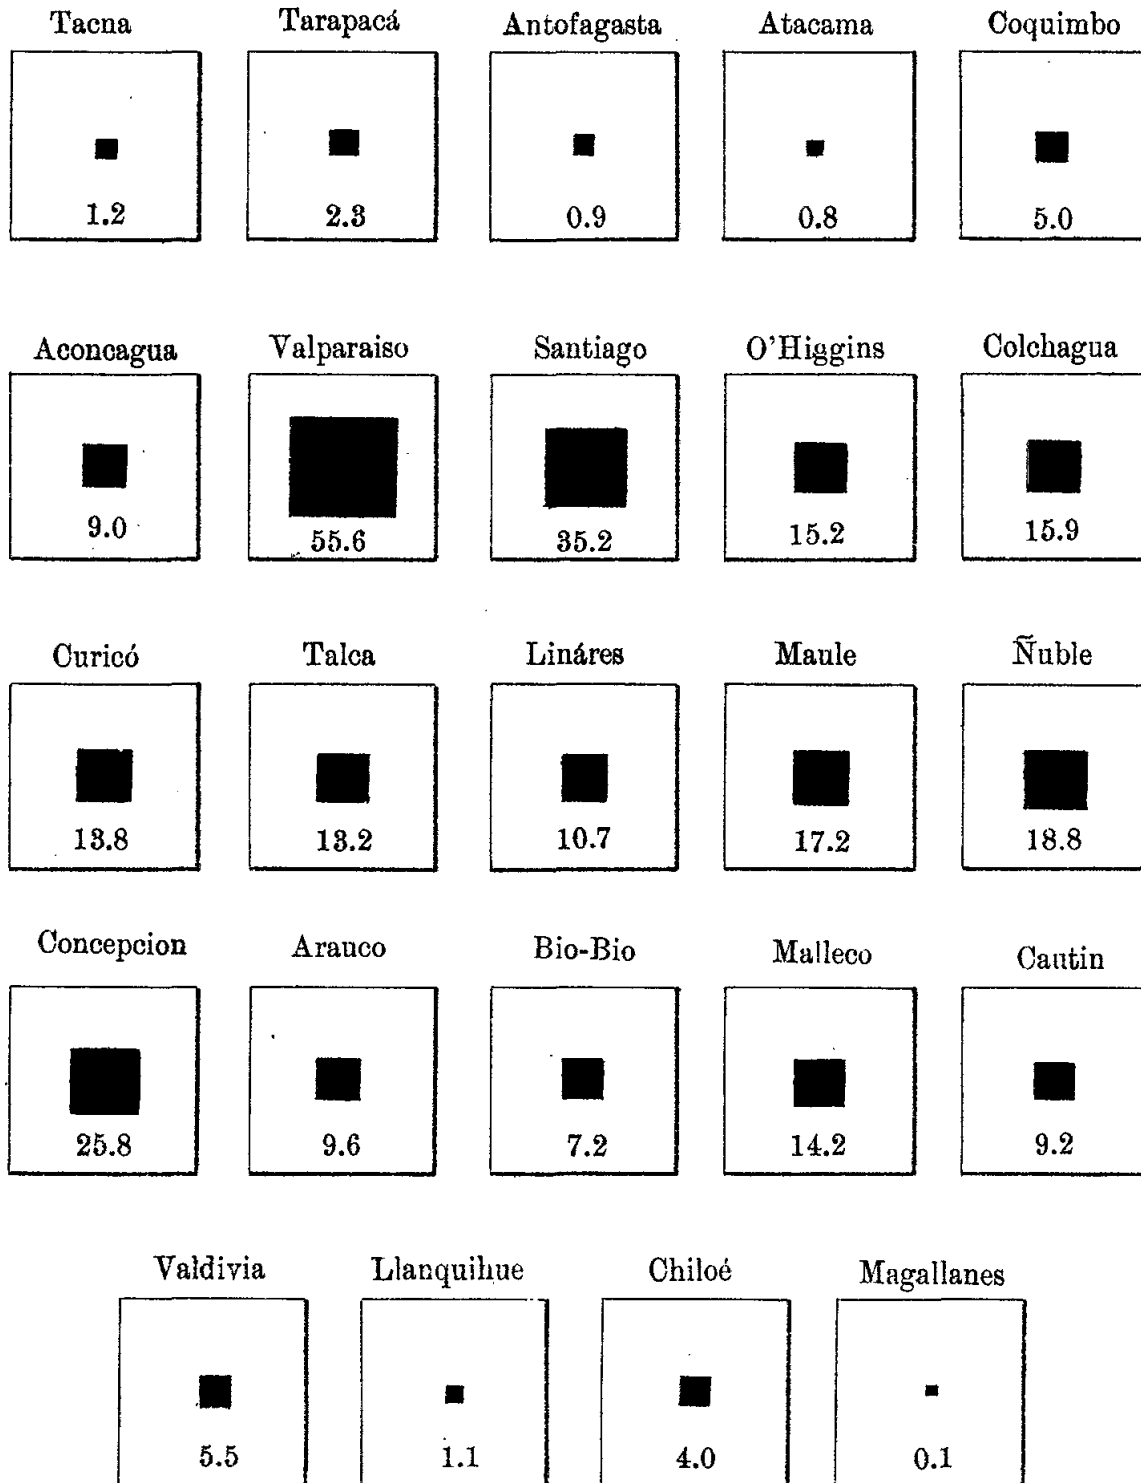 Tacna Tarapacá Antofagasta Atacama Coquimbo
1.2 2.3 0.9 0.8 5.0
Aconcagua Valparaiso Santiago O'Higgins Colchagua
9.0 55.6 35.2 15.2 15.9
Curicó Talca Lináres Maule Ñuble
13.8 13.2 10.7 17.2 18.8
Concepcion Arauco Bio-Bio Malleco Cautin
25.8 9.6 7.2 14.2 9.2
Valdivia Llanquihue Chiloé Magallanes
5.5 1.1 4.0 0.1